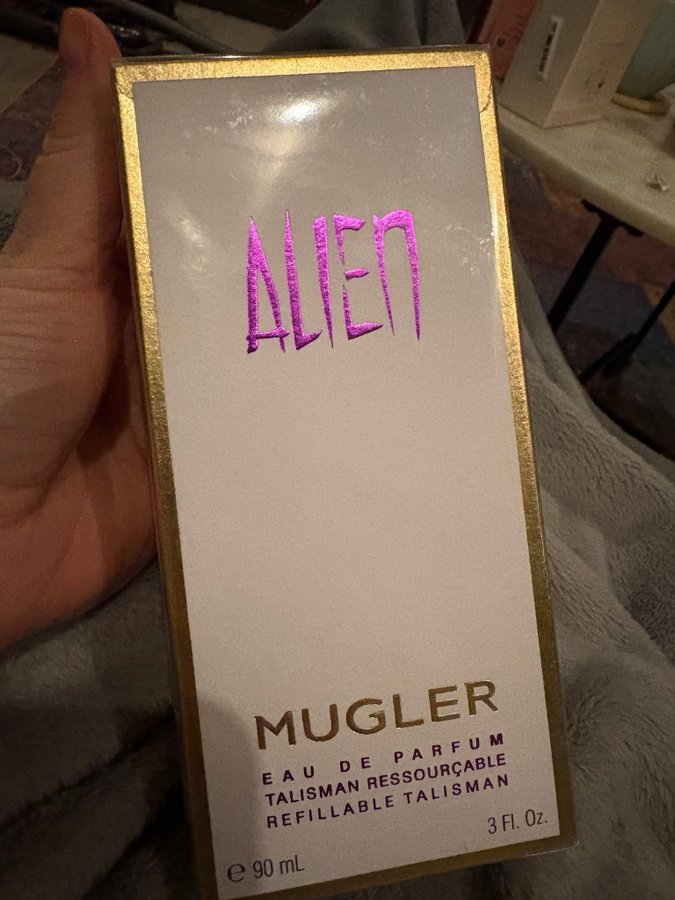 ALIEN
MUGLER
EAU DE PARFUM
TALISMAN RESSOURÇABLE
REFILLABLE TALISMAN
3 Fl. Oz.
℮ 90 mL